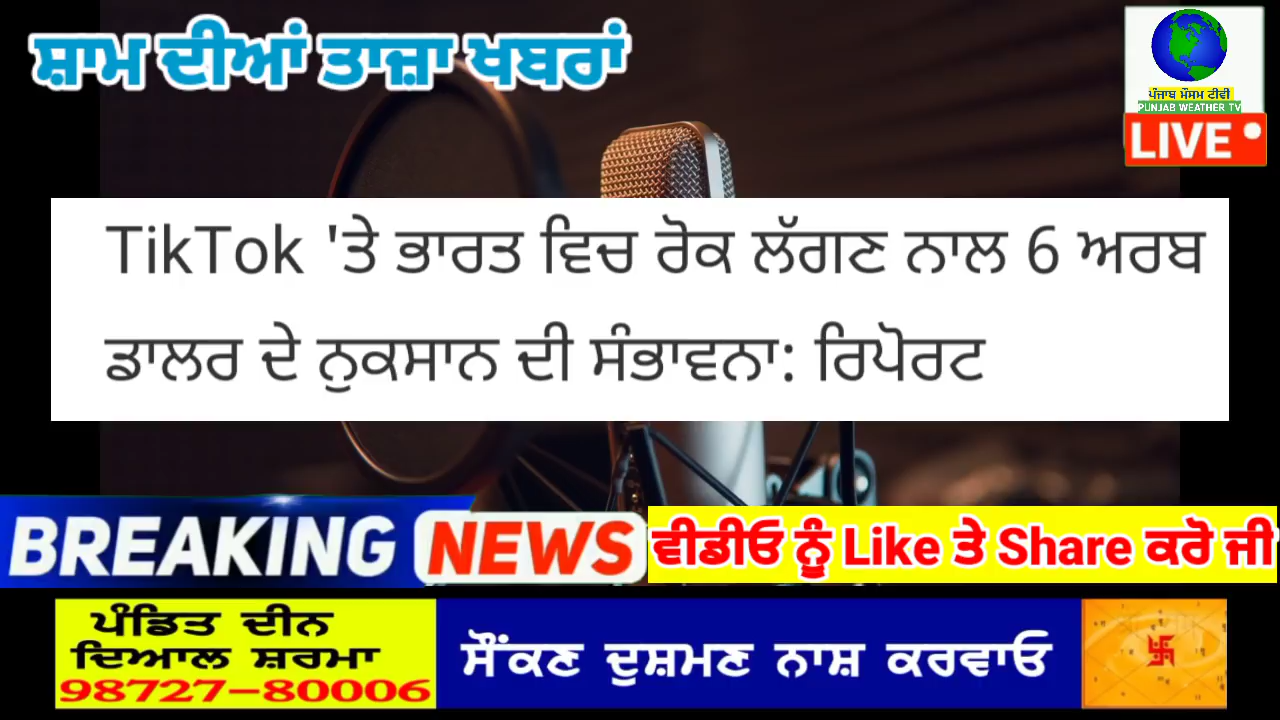 ਸ਼ਾਮ ਦੀਆਂ ਤਾਜ਼ਾ ਖਬਰਾਂ
ਪੰਜਾਬ ਮੌਸਮ ਟੀਵੀ
PUNJAB WEATHER TV
LIVE
TikTok 'ਤੇ ਭਾਰਤ ਵਿਚ ਰੋਕ ਲੱਗਣ ਨਾਲ 6 ਅਰਬ
ਡਾਲਰ ਦੇ ਨੁਕਸਾਨ ਦੀ ਸੰਭਾਵਨਾ: ਰਿਪੋਰਟ
BREAKING NEWS
ਵੀਡੀਓ ਨੂੰ Like ਤੇ Share ਕਰੋ ਜੀ
ਪੰਡਿਤ ਦੀਨ
ਦਿਆਲ ਸ਼ਰਮਾ
98727-80006
ਸੌਂਕਣ ਦੁਸ਼ਮਣ ਨਾਸ਼ ਕਰਵਾਓ